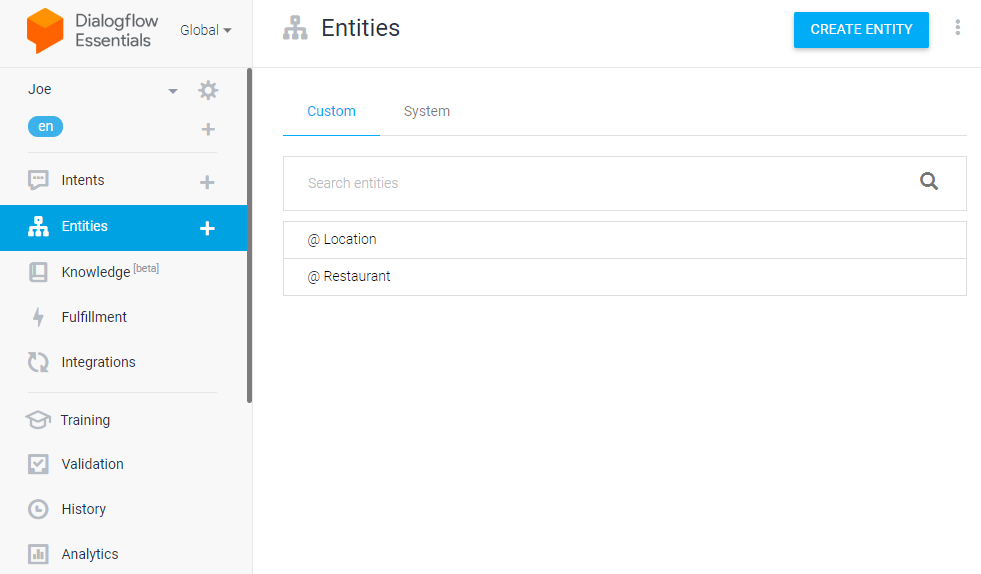 Dialogflow
Essentials
Global
Joe
en
Intents
Entities
Knowledge [beta]
Fulfillment
Integrations
Training
Validation
History
Analytics
Entities
CREATE ENTITY
Custom
System
Search entities
@ Location
@ Restaurant